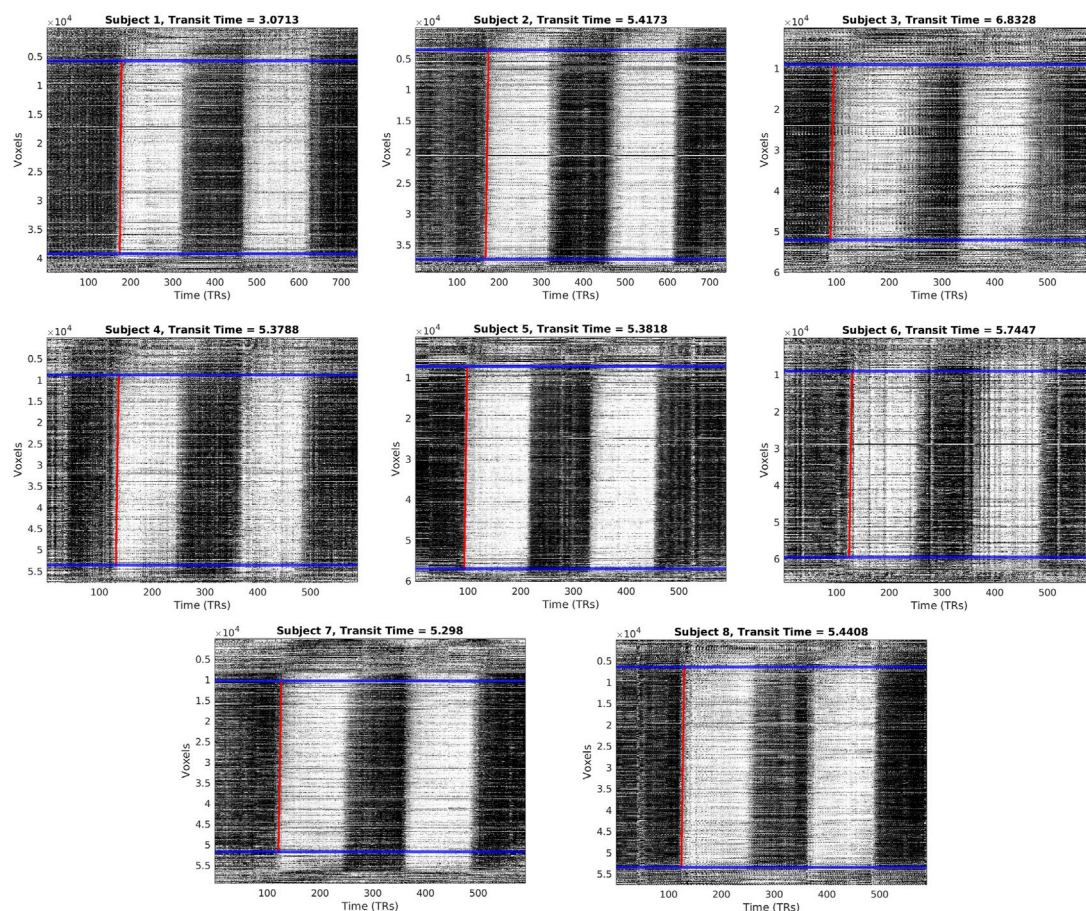 Subject 1, Transit Time = 3.0713
×10⁴
0.5
1
1.5
2
2.5
3
3.5
4
Voxels
100 200 300 400 500 600 700
Time (TRs)
Subject 2, Transit Time = 5.4173
×10⁴
0.5
1
1.5
2
2.5
3
3.5
Voxels
100 200 300 400 500 600 700
Time (TRs)
Subject 3, Transit Time = 6.8328
×10⁴
1
2
3
4
5
6
Voxels
100 200 300 400 500
Time (TRs)
Subject 4, Transit Time = 5.3788
×10⁴
0.5
1
1.5
2
2.5
3
3.5
4
4.5
5
5.5
Voxels
100 200 300 400 500
Time (TRs)
Subject 5, Transit Time = 5.3818
×10⁴
1
2
3
4
5
6
Voxels
100 200 300 400 500
Time (TRs)
Subject 6, Transit Time = 5.7447
×10⁴
1
2
3
4
5
6
Voxels
100 200 300 400 500
Time (TRs)
Subject 7, Transit Time = 5.298
×10⁴
0.5
1
1.5
2
2.5
3
3.5
4
4.5
5
5.5
Voxels
100 200 300 400 500
Time (TRs)
Subject 8, Transit Time = 5.4408
×10⁴
0.5
1
1.5
2
2.5
3
3.5
4
4.5
5
5.5
Voxels
100 200 300 400 500
Time (TRs)